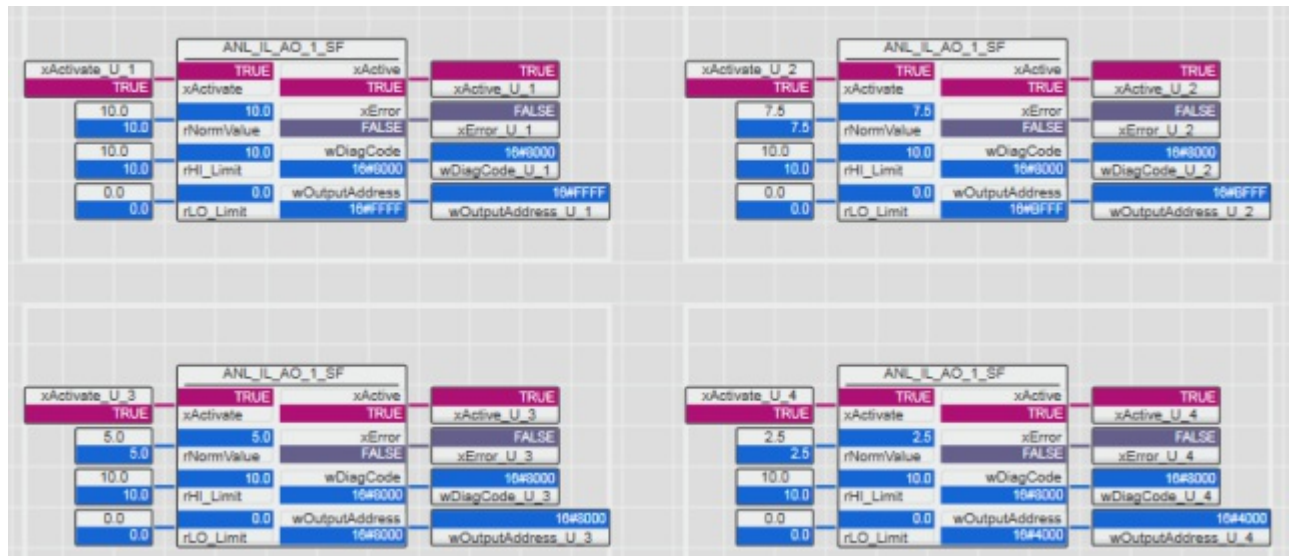 ANL_IL_AO_1_SF
xActivate_U_1 TRUE xActive TRUE
TRUE xActivate TRUE xActive_U_1
10.0 10.0 xError FALSE
10.0 rNormValue FALSE xError_U_1
10.0 10.0 wDiagCode 16#8000
10.0 rHI_Limit 16#8000 wDiagCode_U_1
0.0 0.0 wOutputAddress 16#FFFF
0.0 rLO_Limit 16#FFFF wOutputAddress_U_1
ANL_IL_AO_1_SF
xActivate_U_2 TRUE xActive TRUE
TRUE xActivate TRUE xActive_U_2
7.5 7.5 xError FALSE
7.5 rNormValue FALSE xError_U_2
10.0 10.0 wDiagCode 16#8000
10.0 rHI_Limit 16#8000 wDiagCode_U_2
0.0 0.0 wOutputAddress 16#BFFF
0.0 rLO_Limit 16#BFFF wOutputAddress_U_2
ANL_IL_AO_1_SF
xActivate_U_3 TRUE xActive TRUE
TRUE xActivate TRUE xActive_U_3
5.0 5.0 xError FALSE
5.0 rNormValue FALSE xError_U_3
10.0 10.0 wDiagCode 16#8000
10.0 rHI_Limit 16#8000 wDiagCode_U_3
0.0 0.0 wOutputAddress 16#8000
0.0 rLO_Limit 16#8000 wOutputAddress_U_3
ANL_IL_AO_1_SF
xActivate_U_4 TRUE xActive TRUE
TRUE xActivate TRUE xActive_U_4
2.5 2.5 xError FALSE
2.5 rNormValue FALSE xError_U_4
10.0 10.0 wDiagCode 16#8000
10.0 rHI_Limit 16#8000 wDiagCode_U_4
0.0 0.0 wOutputAddress 16#4000
0.0 rLO_Limit 16#4000 wOutputAddress_U_4